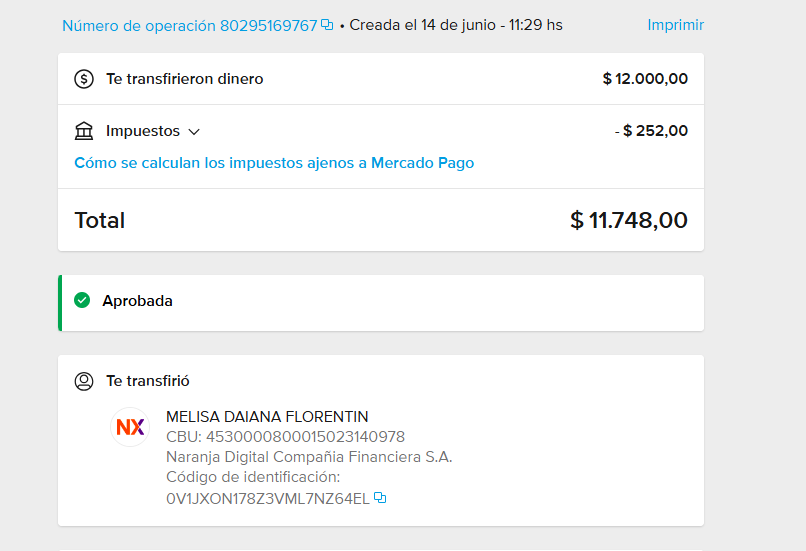 Número de operación 80295169767 • Creada el 14 de junio - 11:29 hs Imprimir
Te transfirieron dinero $ 12.000,00
Impuestos - $ 252,00
Cómo se calculan los impuestos ajenos a Mercado Pago
Total $ 11.748,00
Aprobada
Te transfirió
NX
MELISA DAIANA FLORENTIN
CBU: 4530000800015023140978
Naranja Digital Compañia Financiera S.A.
Código de identificación:
0V1JXON178Z3VML7NZ64EL